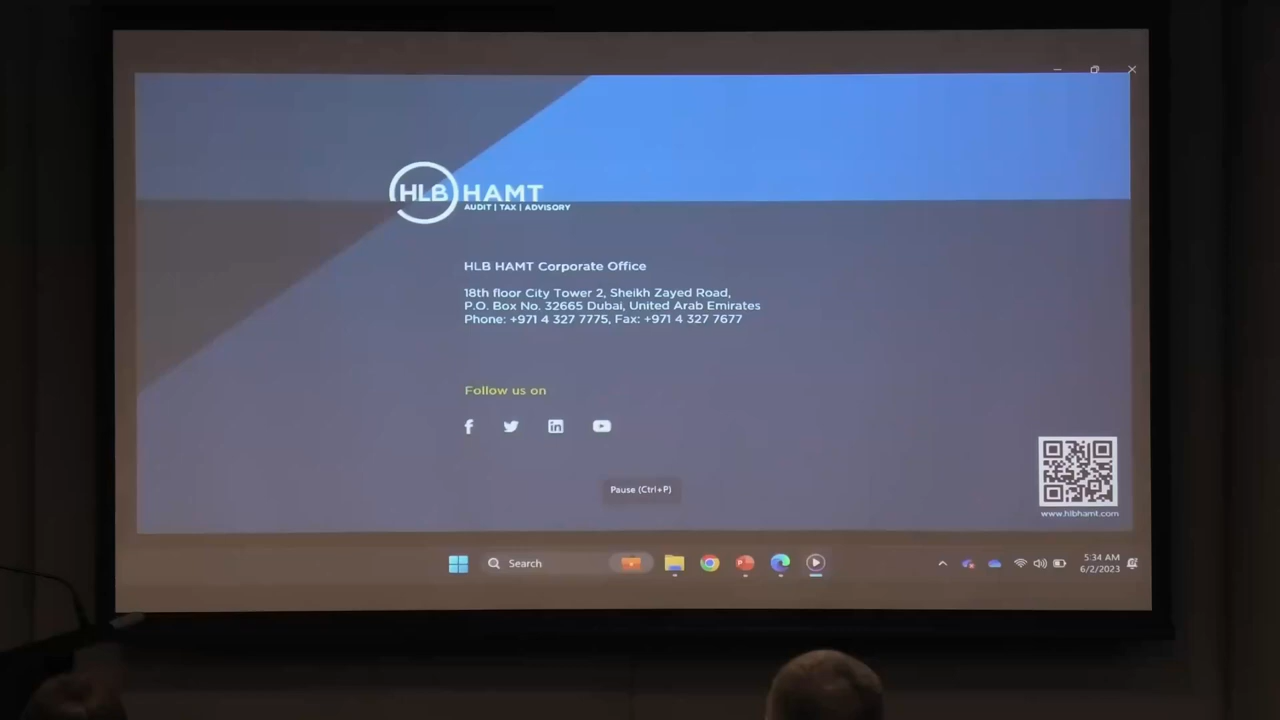 HLB HAMT
AUDIT | TAX | ADVISORY
HLB HAMT Corporate Office
18th floor City Tower 2, Sheikh Zayed Road,
P.O. Box No. 32665 Dubai, United Arab Emirates
Phone: +971 4 327 7775, Fax: +971 4 327 7677
Follow us on
f
in
Pause (Ctrl+P)
www.hlbhamt.com
Search
P
5:34 AM
6/2/2023